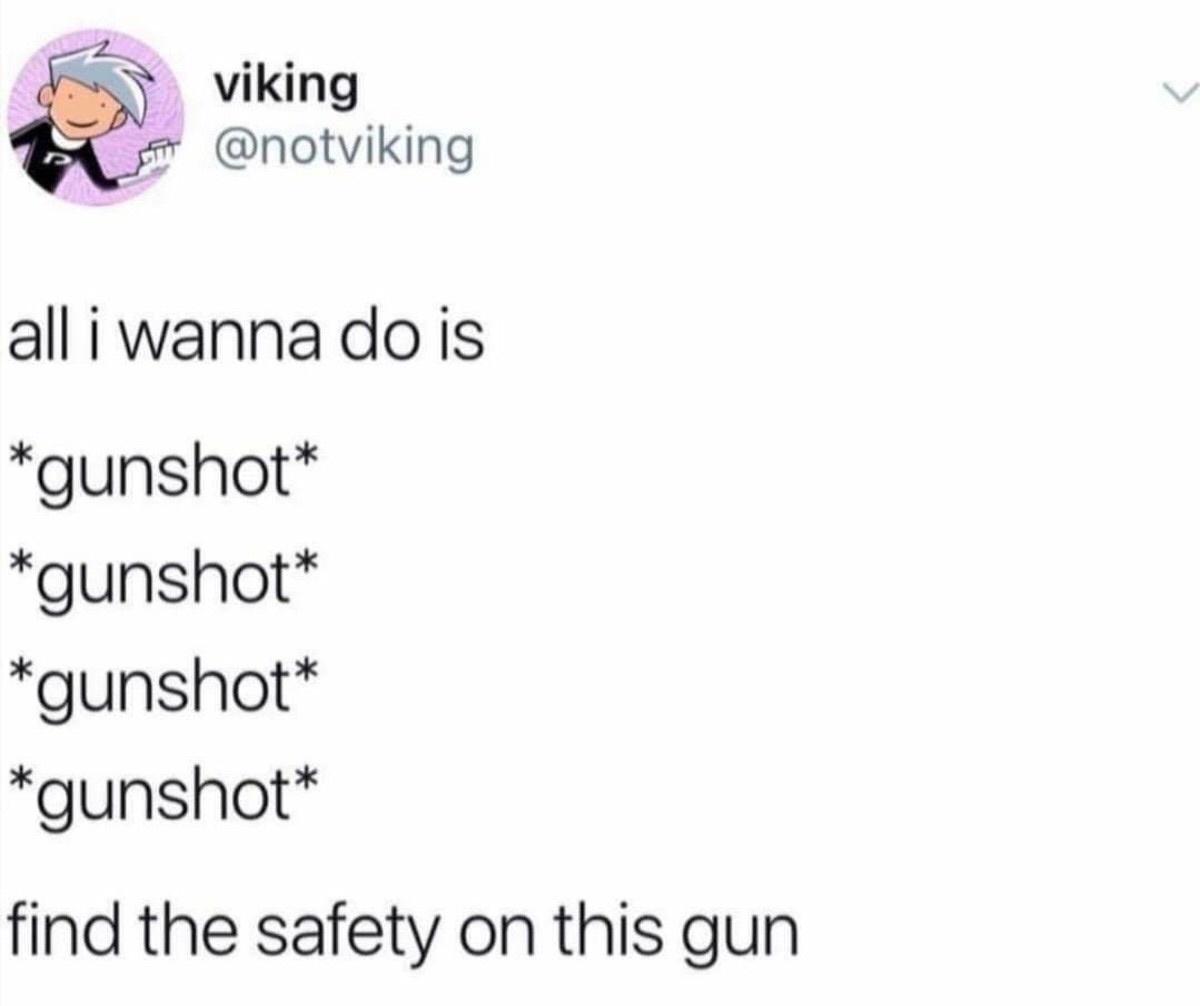 viking
@notviking
all i wanna do is
*gunshot*
*gunshot*
*gunshot*
*gunshot*
find the safety on this gun